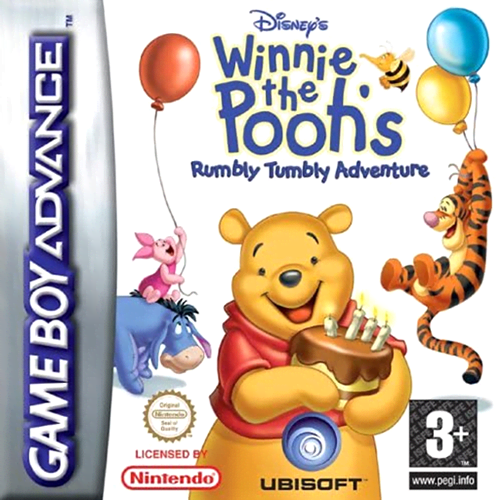 GAME BOY ADVANCE
TM
Disney's
Winnie
the
Pooh's
Rumbly Tumbly Adventure
Original
Nintendo
Seal of
Quality
LICENSED BY
Nintendo
UBISOFT
3+
www.pegi.info